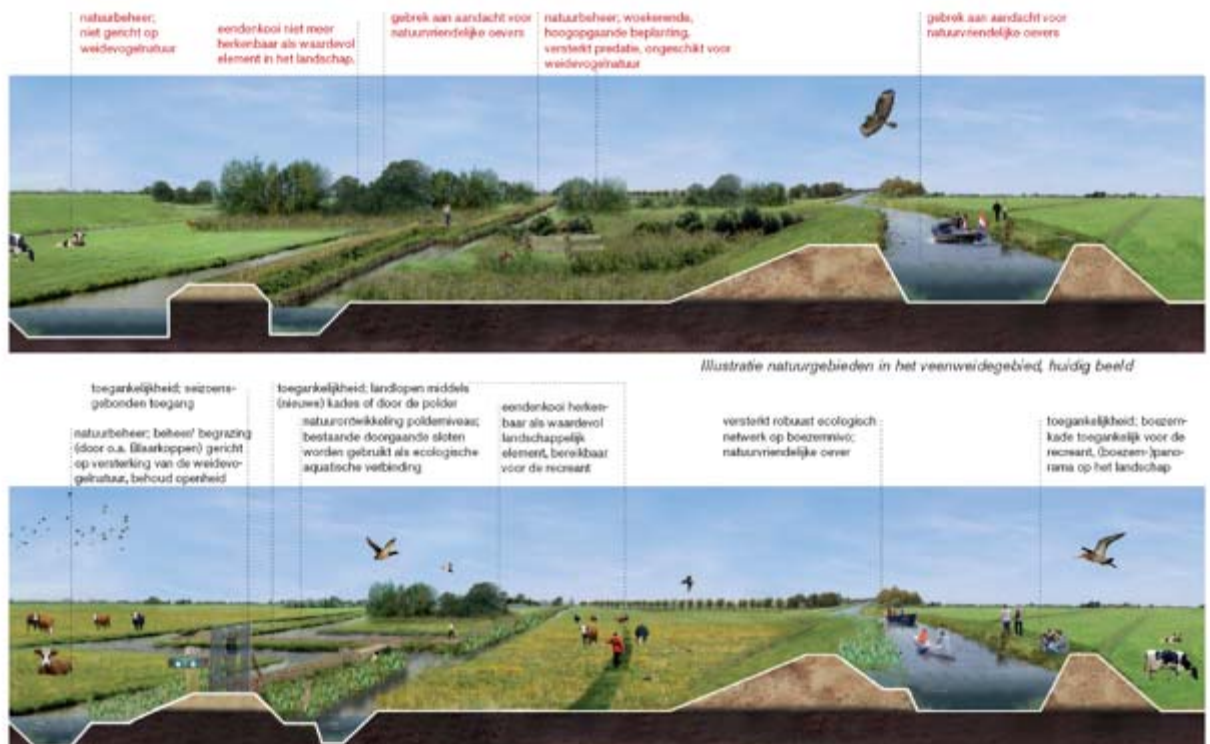 natuurbeheer;
niet gericht op
weidevogelnatuur
eendenkooi niet meer
herkenbaar als waardevol
element in het landschap.
gebrek aan aandacht voor
natuurvriendelijke oevers
natuurbeheer; woekerende,
hoogopgaande beplanting,
versterkt predatie, ongeschikt voor
weidevogelnatuur
gebrek aan aandacht voor
natuurvriendelijke oevers
Illustratie natuurgebieden in het veenweidegebied, huidig beeld
toegankelijkheid; seizoens-
gebonden toegang
natuurbeheer; beheer/ begrazing
(door o.a. Blaarkoppen) gericht
op versterking van de weidevo-
gelnatuur, behoud openheid
toegankelijkheid; landlopen middels
(nieuwe) kades of door de polder
natuurontwikkeling polderniveau;
bestaande doorgaande sloten
worden gebruikt als ecologische
aquatische verbinding
eendenkooi herken-
baar als waardevol
landschappelijk
element, bereikbaar
voor de recreant
versterkt robuust ecologisch
netwerk op boezemnivo;
natuurvriendelijke oever
toegankelijkheid; boezem-
kade toegankelijk voor de
recreant, (boezem-)pano-
rama op het landschap